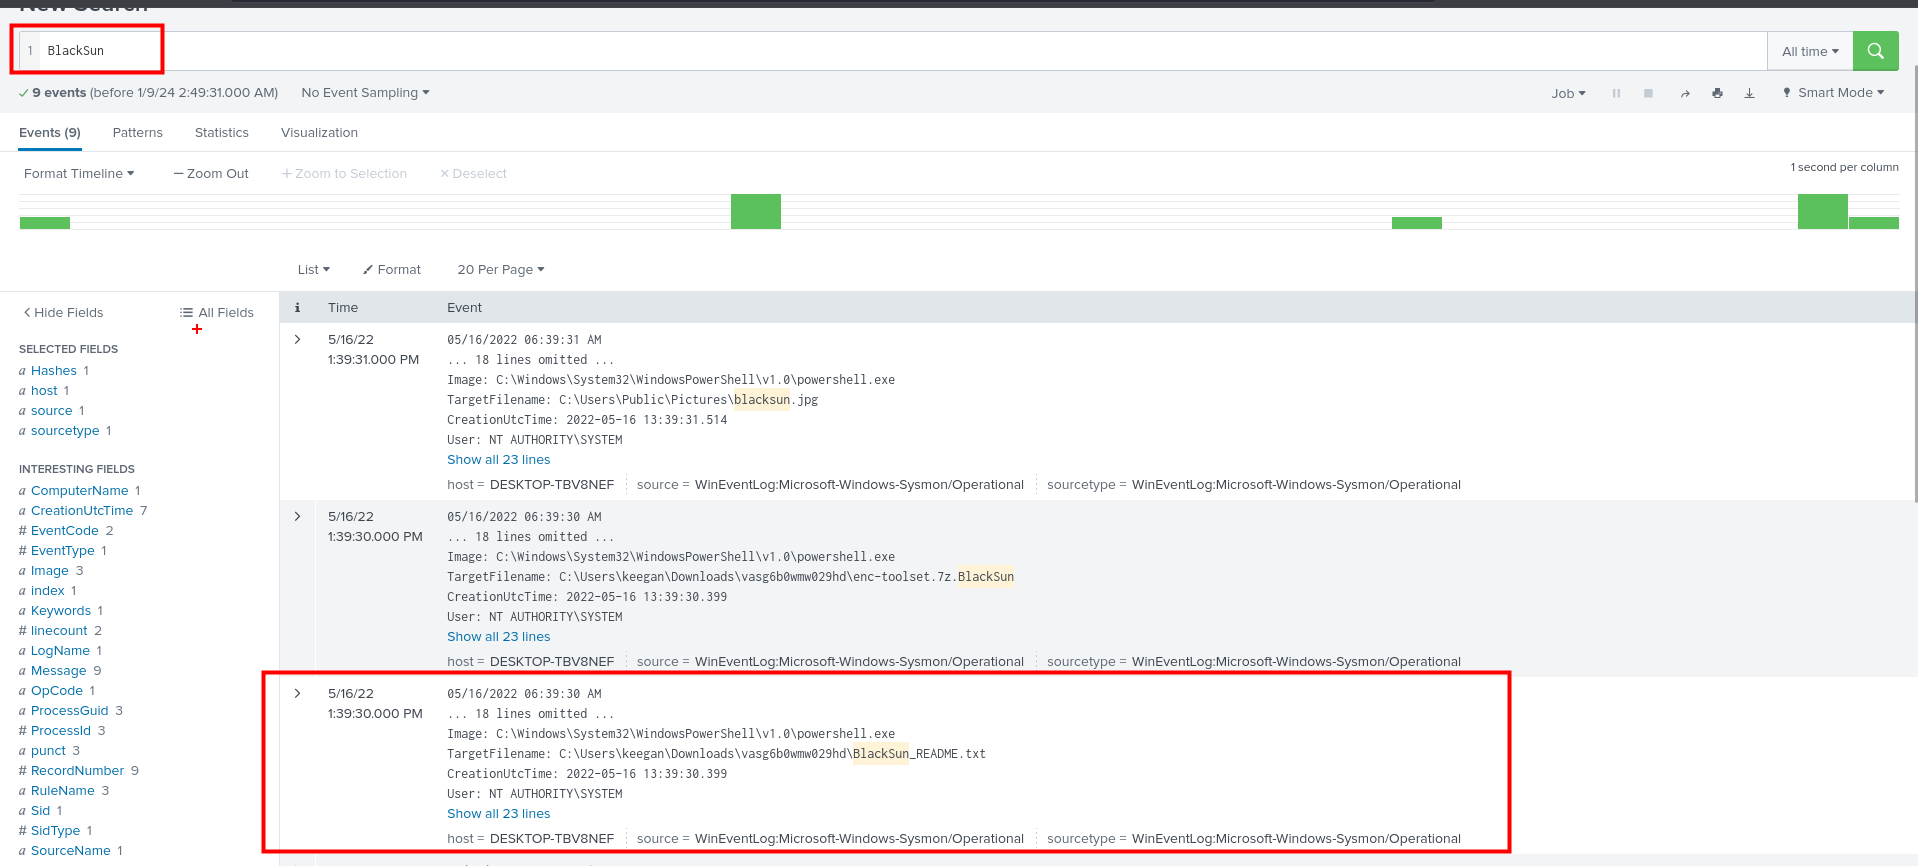 New Search
1 BlackSun
All time
9 events (before 1/9/24 2:49:31.000 AM) No Event Sampling Job Smart Mode
Events (9) Patterns Statistics Visualization
Format Timeline — Zoom Out + Zoom to Selection × Deselect 1 second per column
List Format 20 Per Page
< Hide Fields All Fields
SELECTED FIELDS
a Hashes 1
a host 1
a source 1
a sourcetype 1
INTERESTING FIELDS
a ComputerName 1
a CreationUtcTime 7
# EventCode 2
# EventType 1
a Image 3
a index 1
a Keywords 1
# linecount 2
a LogName 1
a Message 9
a OpCode 1
a ProcessGuid 3
# ProcessId 3
a punct 3
# RecordNumber 9
a RuleName 3
a Sid 1
# SidType 1
a SourceName 1
i Time Event
> 5/16/22 05/16/2022 06:39:31 AM
1:39:31.000 PM ... 18 lines omitted ...
Image: C:\Windows\System32\WindowsPowerShell\v1.0\powershell.exe
TargetFilename: C:\Users\Public\Pictures\blacksun.jpg
CreationUtcTime: 2022-05-16 13:39:31.514
User: NT AUTHORITY\SYSTEM
Show all 23 lines
host = DESKTOP-TBV8NEF source = WinEventLog:Microsoft-Windows-Sysmon/Operational sourcetype = WinEventLog:Microsoft-Windows-Sysmon/Operational
> 5/16/22 05/16/2022 06:39:30 AM
1:39:30.000 PM ... 18 lines omitted ...
Image: C:\Windows\System32\WindowsPowerShell\v1.0\powershell.exe
TargetFilename: C:\Users\keegan\Downloads\vasg6b0wmw029hd\enc-toolset.7z.BlackSun
CreationUtcTime: 2022-05-16 13:39:30.399
User: NT AUTHORITY\SYSTEM
Show all 23 lines
host = DESKTOP-TBV8NEF source = WinEventLog:Microsoft-Windows-Sysmon/Operational sourcetype = WinEventLog:Microsoft-Windows-Sysmon/Operational
> 5/16/22 05/16/2022 06:39:30 AM
1:39:30.000 PM ... 18 lines omitted ...
Image: C:\Windows\System32\WindowsPowerShell\v1.0\powershell.exe
TargetFilename: C:\Users\keegan\Downloads\vasg6b0wmw029hd\BlackSun_README.txt
CreationUtcTime: 2022-05-16 13:39:30.399
User: NT AUTHORITY\SYSTEM
Show all 23 lines
host = DESKTOP-TBV8NEF source = WinEventLog:Microsoft-Windows-Sysmon/Operational sourcetype = WinEventLog:Microsoft-Windows-Sysmon/Operational